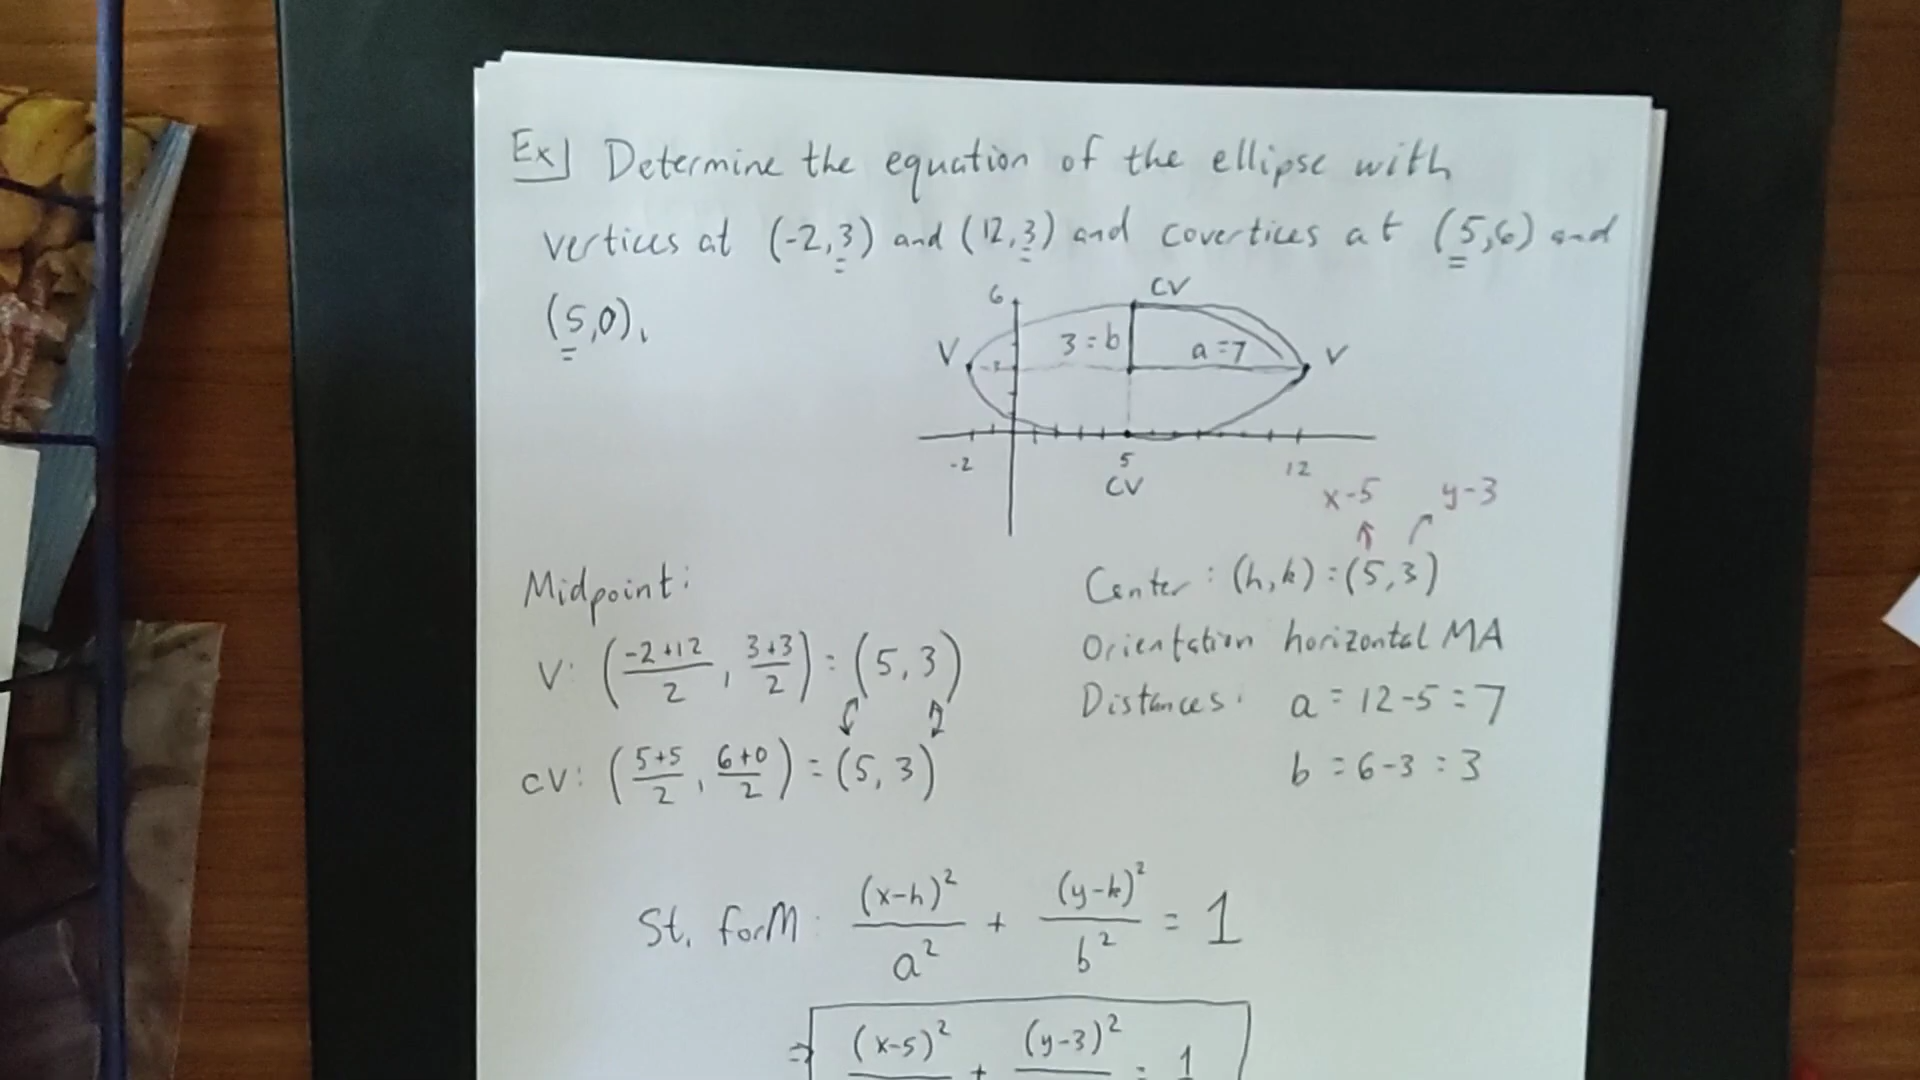 Ex] Determine the equation of the ellipse with
vertices at (-2,3) and (12,3) and covertices at (5,6) and
(5,0).
6 CV
V 3 = b a = 7 V
-3
-2 5 12
CV
x-5 y-3
Midpoint:
V: (-2+12/2, 3+3/2) = (5,3)
CV: (5+5/2, 6+0/2) = (5,3)
Center: (h,k) = (5,3)
Orientation horizontal MA
Distances: a = 12-5 = 7
b = 6-3 = 3
St. forM: (x-h)²/a² + (y-k)²/b² = 1
⇒ (x-5)² + (y-3)² = 1